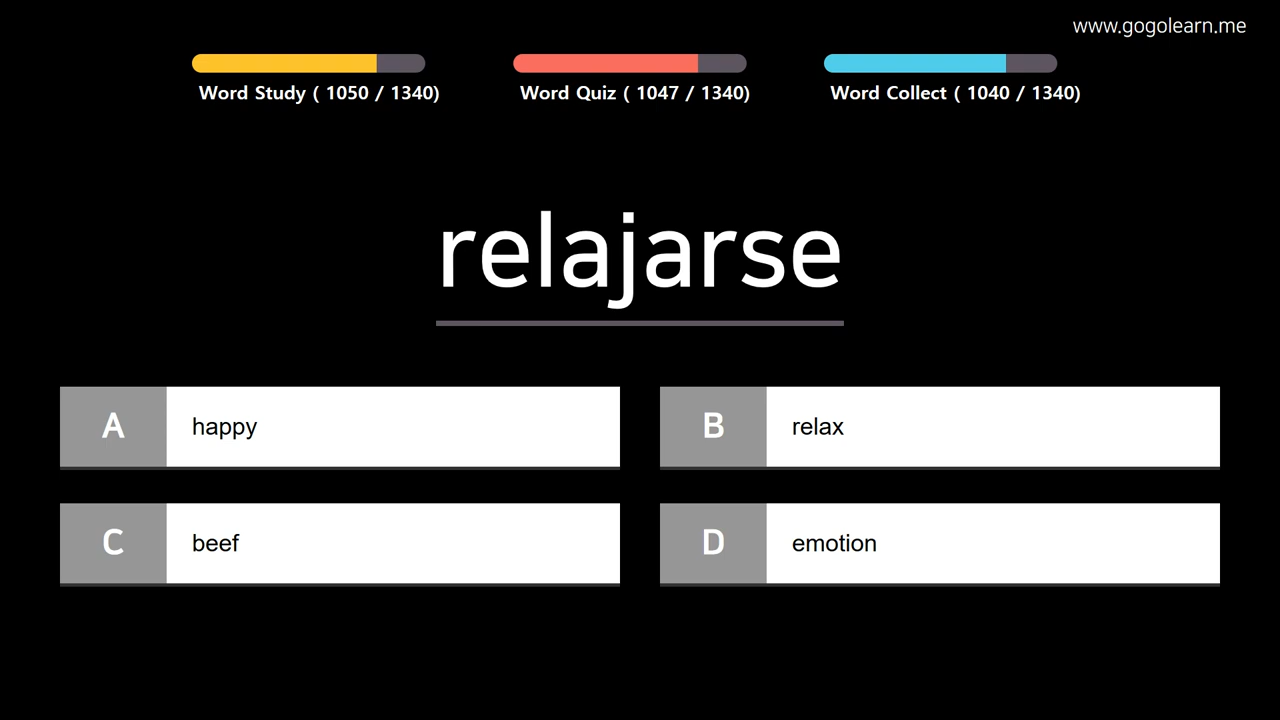 www.gogolearn.me
Word Study ( 1050 / 1340)
Word Quiz ( 1047 / 1340)
Word Collect ( 1040 / 1340)
relajarse
A happy
B relax
C beef
D emotion